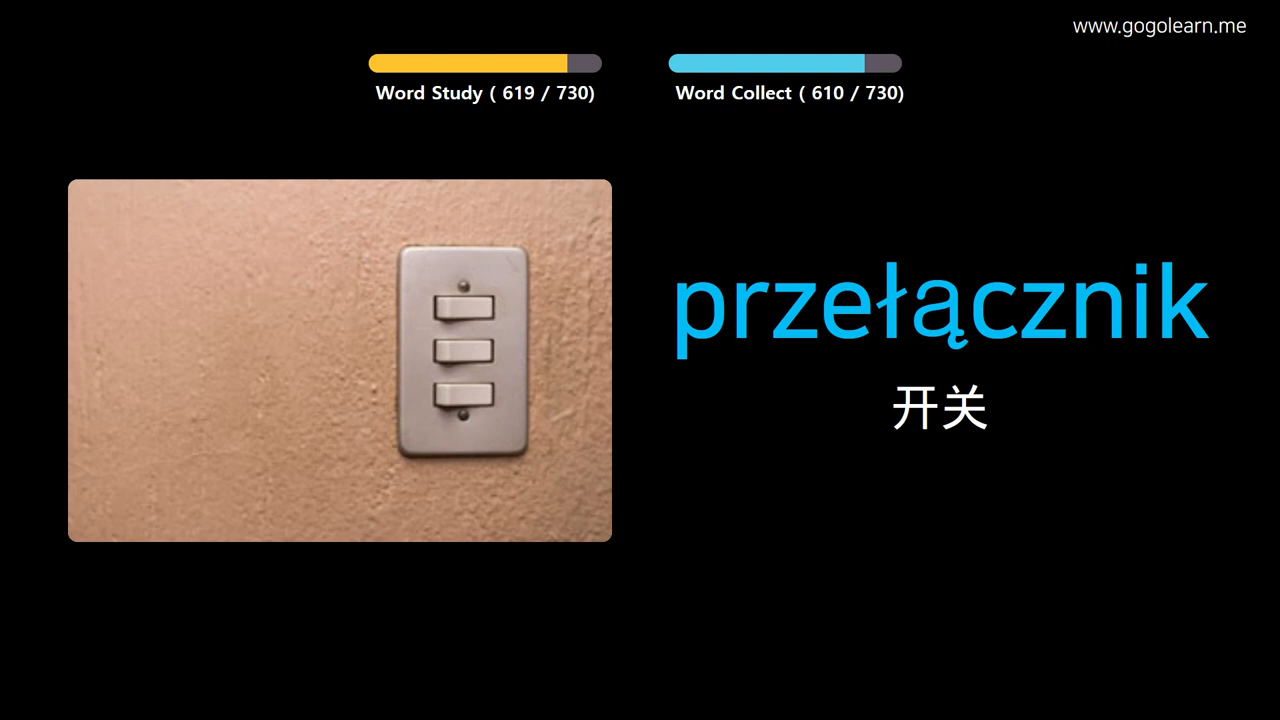 www.gogolearn.me
Word Study ( 619 / 730)
Word Collect ( 610 / 730)
przełącznik
开关